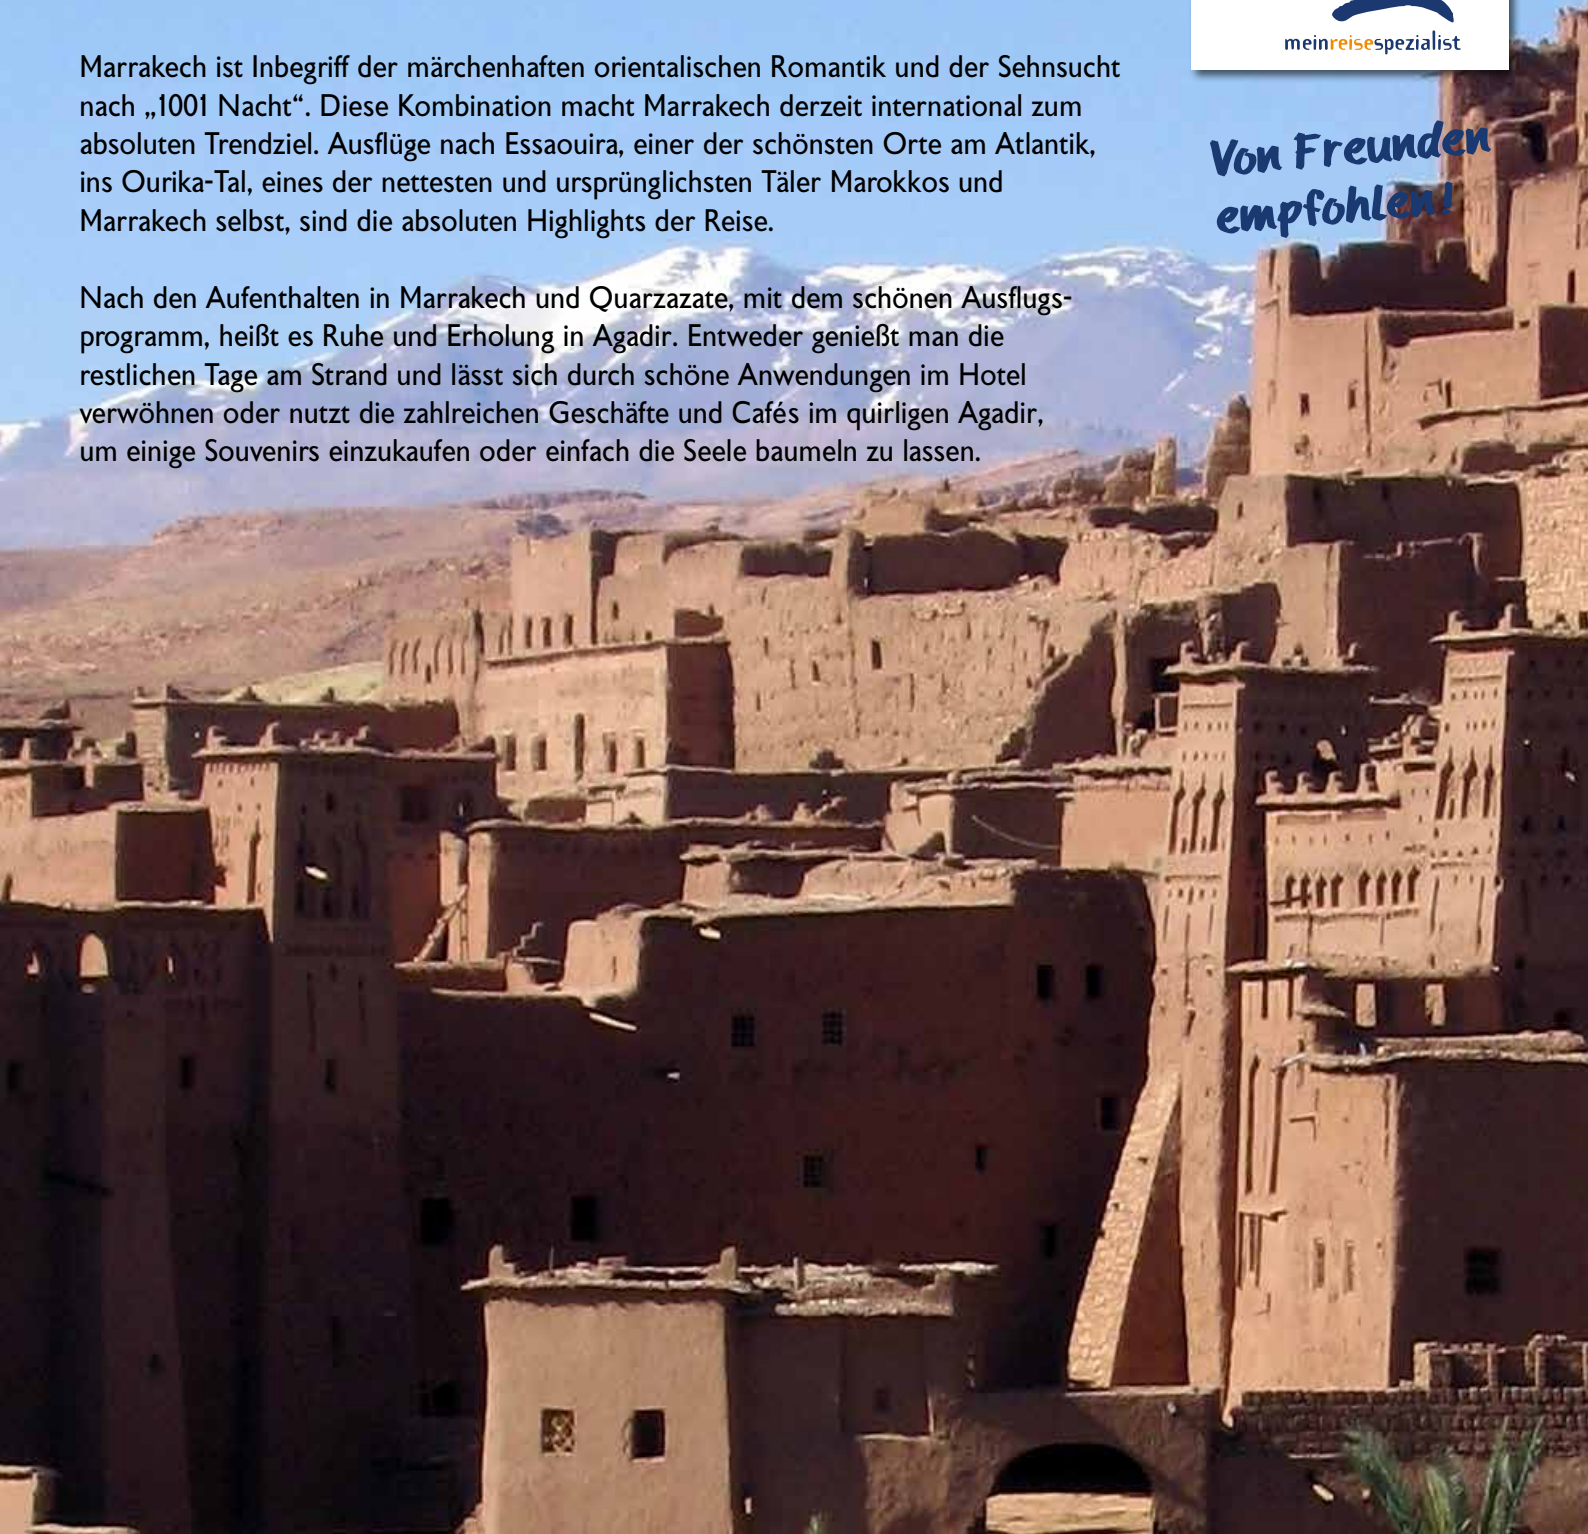 meinreisespezialist
Marrakech ist Inbegriff der märchenhaften orientalischen Romantik und der Sehnsucht
nach „1001 Nacht“. Diese Kombination macht Marrakech derzeit international zum
absoluten Trendziel. Ausflüge nach Essaouira, einer der schönsten Orte am Atlantik,
ins Ourika-Tal, eines der nettesten und ursprünglichsten Täler Marokkos und
Marrakech selbst, sind die absoluten Highlights der Reise.
Von Freunden
empfohlen!
Nach den Aufenthalten in Marrakech und Quarzazate, mit dem schönen Ausflugs-
programm, heißt es Ruhe und Erholung in Agadir. Entweder genießt man die
restlichen Tage am Strand und lässt sich durch schöne Anwendungen im Hotel
verwöhnen oder nutzt die zahlreichen Geschäfte und Cafés im quirligen Agadir,
um einige Souvenirs einzukaufen oder einfach die Seele baumeln zu lassen.